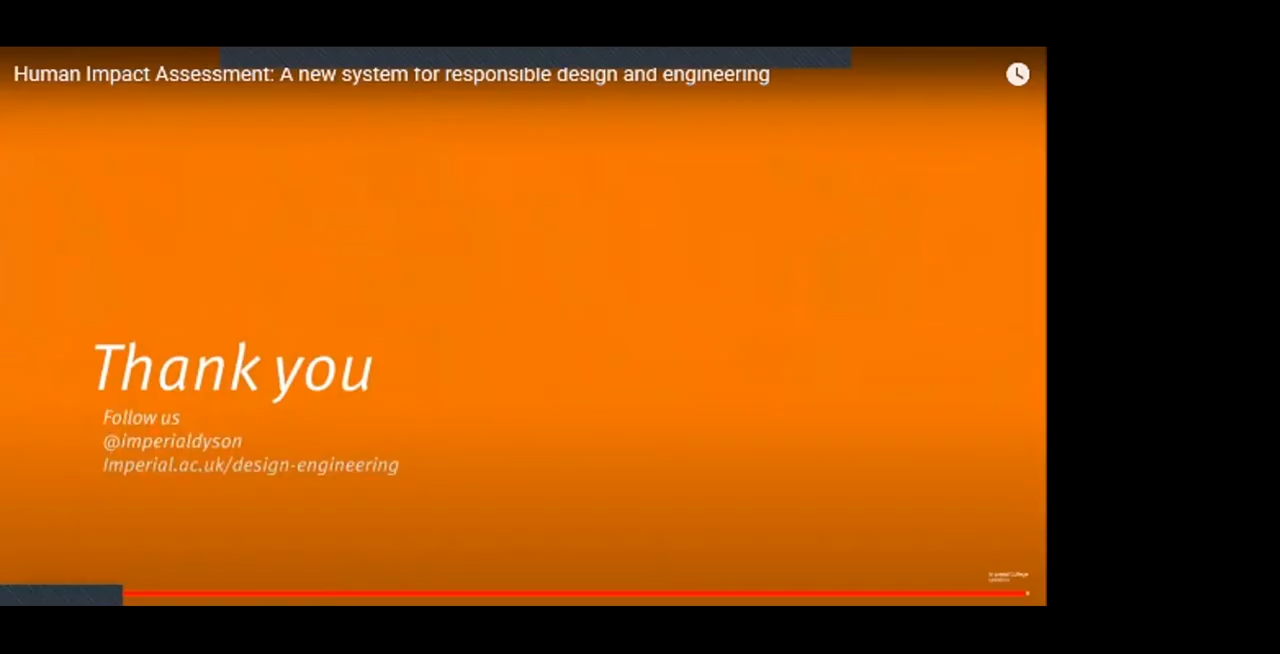 Human Impact Assessment: A new system for responsible design and engineering
Thank you
Follow us
@imperialdyson
Imperial.ac.uk/design-engineering